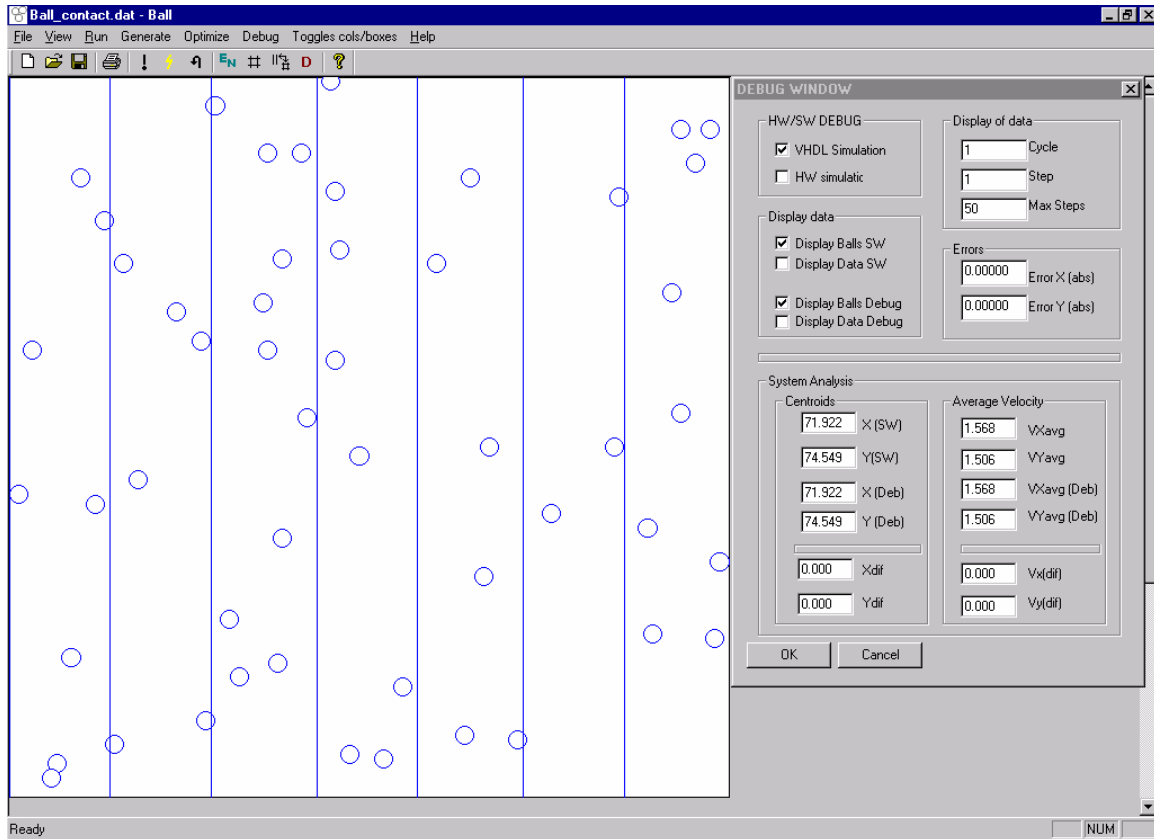 Ball_contact.dat - Ball
File View Run Generate Optimize Debug Toggles cols/boxes Help
EN D ?
DEBUG WINDOW
HW/SW DEBUG
VHDL Simulation
HW simulatic
Display of data
1 Cycle
1 Step
50 Max Steps
Display data
Display Balls SW
Display Data SW
Display Balls Debug
Display Data Debug
Errors
0.00000 Error X (abs)
0.00000 Error Y (abs)
System Analysis
Centroids
71.922 X (SW)
74.549 Y(SW)
71.922 X (Deb)
74.549 Y (Deb)
0.000 Xdif
0.000 Ydif
Average Velocity
1.568 VXavg
1.506 VYavg
1.568 VXavg (Deb)
1.506 VYavg (Deb)
0.000 Vx(dif)
0.000 Vy(dif)
OK Cancel
Ready NUM